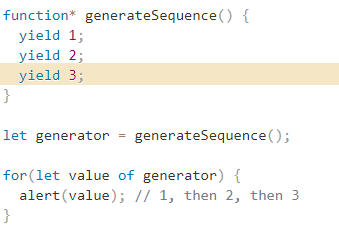 function* generateSequence() {
  yield 1;
  yield 2;
  yield 3;
}

let generator = generateSequence();

for(let value of generator) {
  alert(value); // 1, then 2, then 3
}